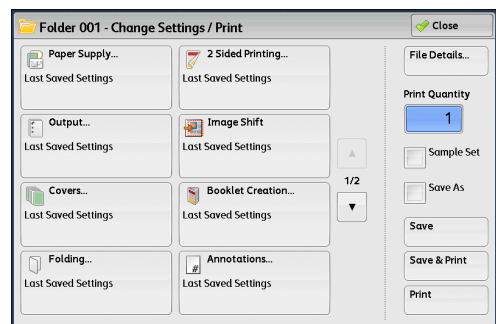 Folder 001 - Change Settings / Print
Close
Paper Supply...
Last Saved Settings
2 Sided Printing...
Last Saved Settings
Output...
Last Saved Settings
Image Shift
Last Saved Settings
Covers...
Last Saved Settings
Booklet Creation...
Last Saved Settings
Folding...
Last Saved Settings
#
Annotations...
Last Saved Settings
1/2
File Details...
Print Quantity
1
Sample Set
Save As
Save
Save & Print
Print